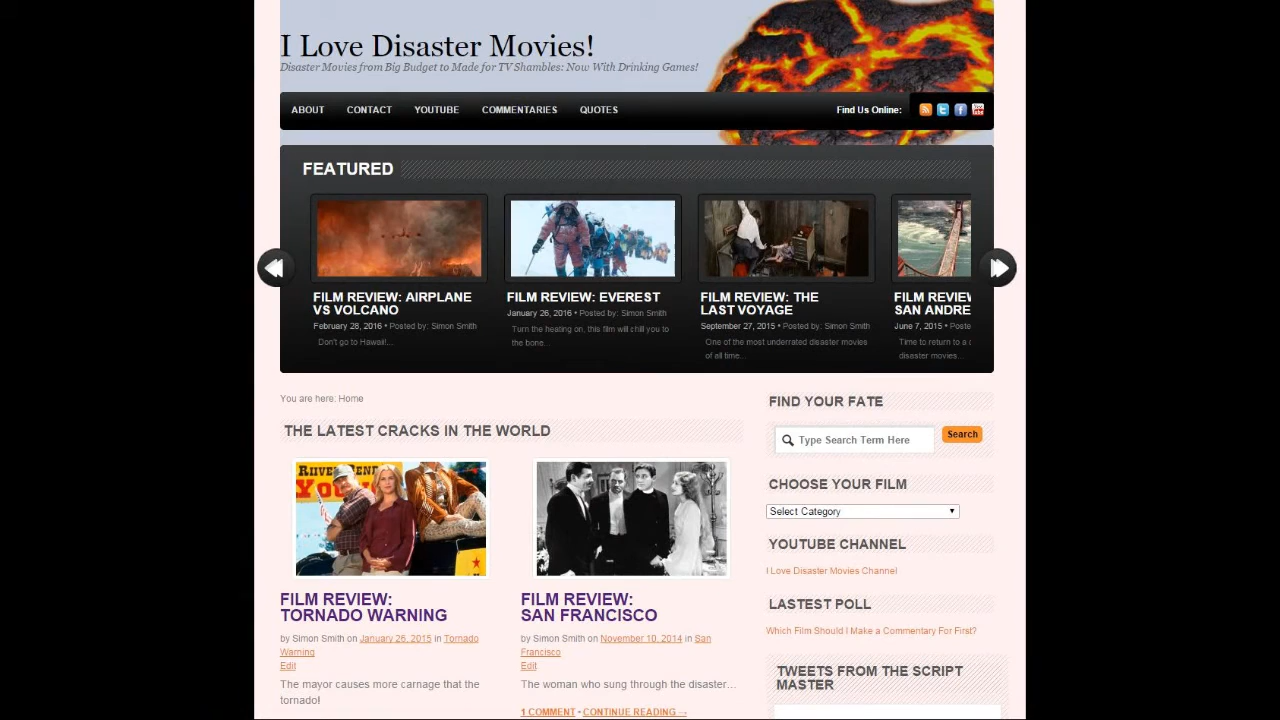 I Love Disaster Movies!
Disaster Movies from Big Budget to Made for TV Shambles: Now With Drinking Games!
ABOUT CONTACT YOUTUBE COMMENTARIES QUOTES Find Us Online:
FEATURED
FILM REVIEW: AIRPLANE
VS VOLCANO
February 28, 2016 • Posted by: Simon Smith
Don't go to Hawaii!...
FILM REVIEW: EVEREST
January 26, 2016 • Posted by: Simon Smith
Turn the heating on, this film will chill you to
the bone...
FILM REVIEW: THE
LAST VOYAGE
September 27, 2015 • Posted by: Simon Smith
One of the most underrated disaster movies
of all time...
FILM REVIEW
SAN ANDRE
June 7, 2015 • Poste
Time to return to a
disaster movies...
You are here: Home
THE LATEST CRACKS IN THE WORLD
FILM REVIEW:
TORNADO WARNING
by Simon Smith on January 26, 2015 in Tornado
Warning
Edit
The mayor causes more carnage that the
tornado!
FILM REVIEW:
SAN FRANCISCO
by Simon Smith on November 10, 2014 in San
Francisco
Edit
The woman who sung through the disaster…
1 COMMENT • CONTINUE READING →
FIND YOUR FATE
Type Search Term Here Search
CHOOSE YOUR FILM
Select Category
YOUTUBE CHANNEL
I Love Disaster Movies Channel
LASTEST POLL
Which Film Should I Make a Commentary For First?
TWEETS FROM THE SCRIPT
MASTER